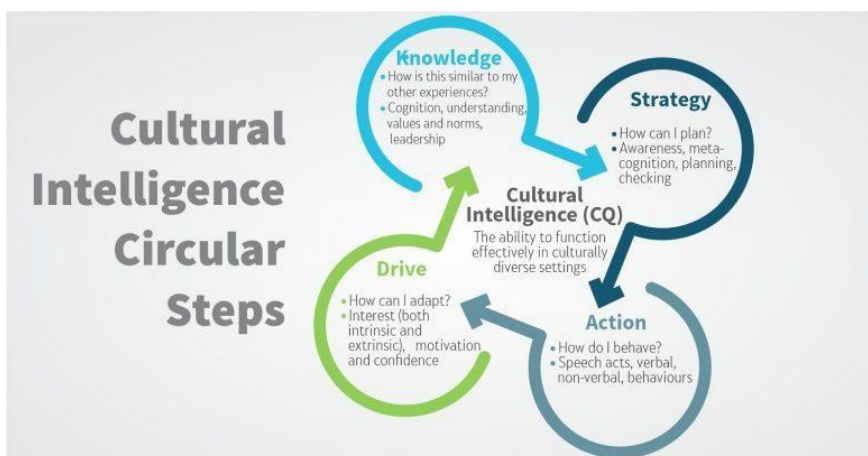 Cultural
Intelligence
Circular
Steps
Knowledge
• How is this similar to my
other experiences?
• Cognition, understanding,
values and norms,
leadership
Strategy
• How can I plan?
• Awareness, meta-
cognition, planning,
checking
Cultural
Intelligence (CQ)
The ability to function
effectively in culturally
diverse settings
Action
• How do I behave?
• Speech acts, verbal,
non-verbal, behaviours
Drive
• How can I adapt?
• Interest (both
intrinsic and
extrinsic), motivation
and confidence